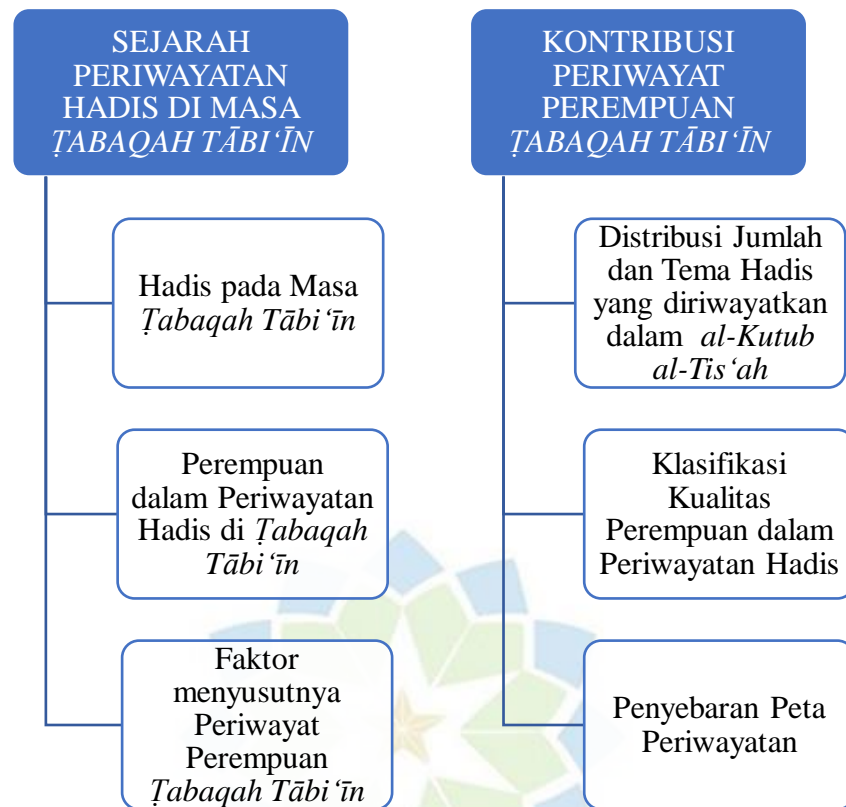 SEJARAH
PERIWAYATAN
HADIS DI MASA
ṬABAQAH TĀBI‘ĪN
Hadis pada Masa
Ṭabaqah Tābi‘īn
Perempuan
dalam Periwayatan
Hadis di Ṭabaqah
Tābi‘īn
Faktor
menyusutnya
Periwayat
Perempuan
Ṭabaqah Tābi‘īn
KONTRIBUSI
PERIWAYAT
PEREMPUAN
ṬABAQAH TĀBI‘ĪN
Distribusi Jumlah
dan Tema Hadis
yang diriwayatkan
dalam al-Kutub
al-Tis‘ah
Klasifikasi
Kualitas
Perempuan dalam
Periwayatan Hadis
Penyebaran Peta
Periwayatan